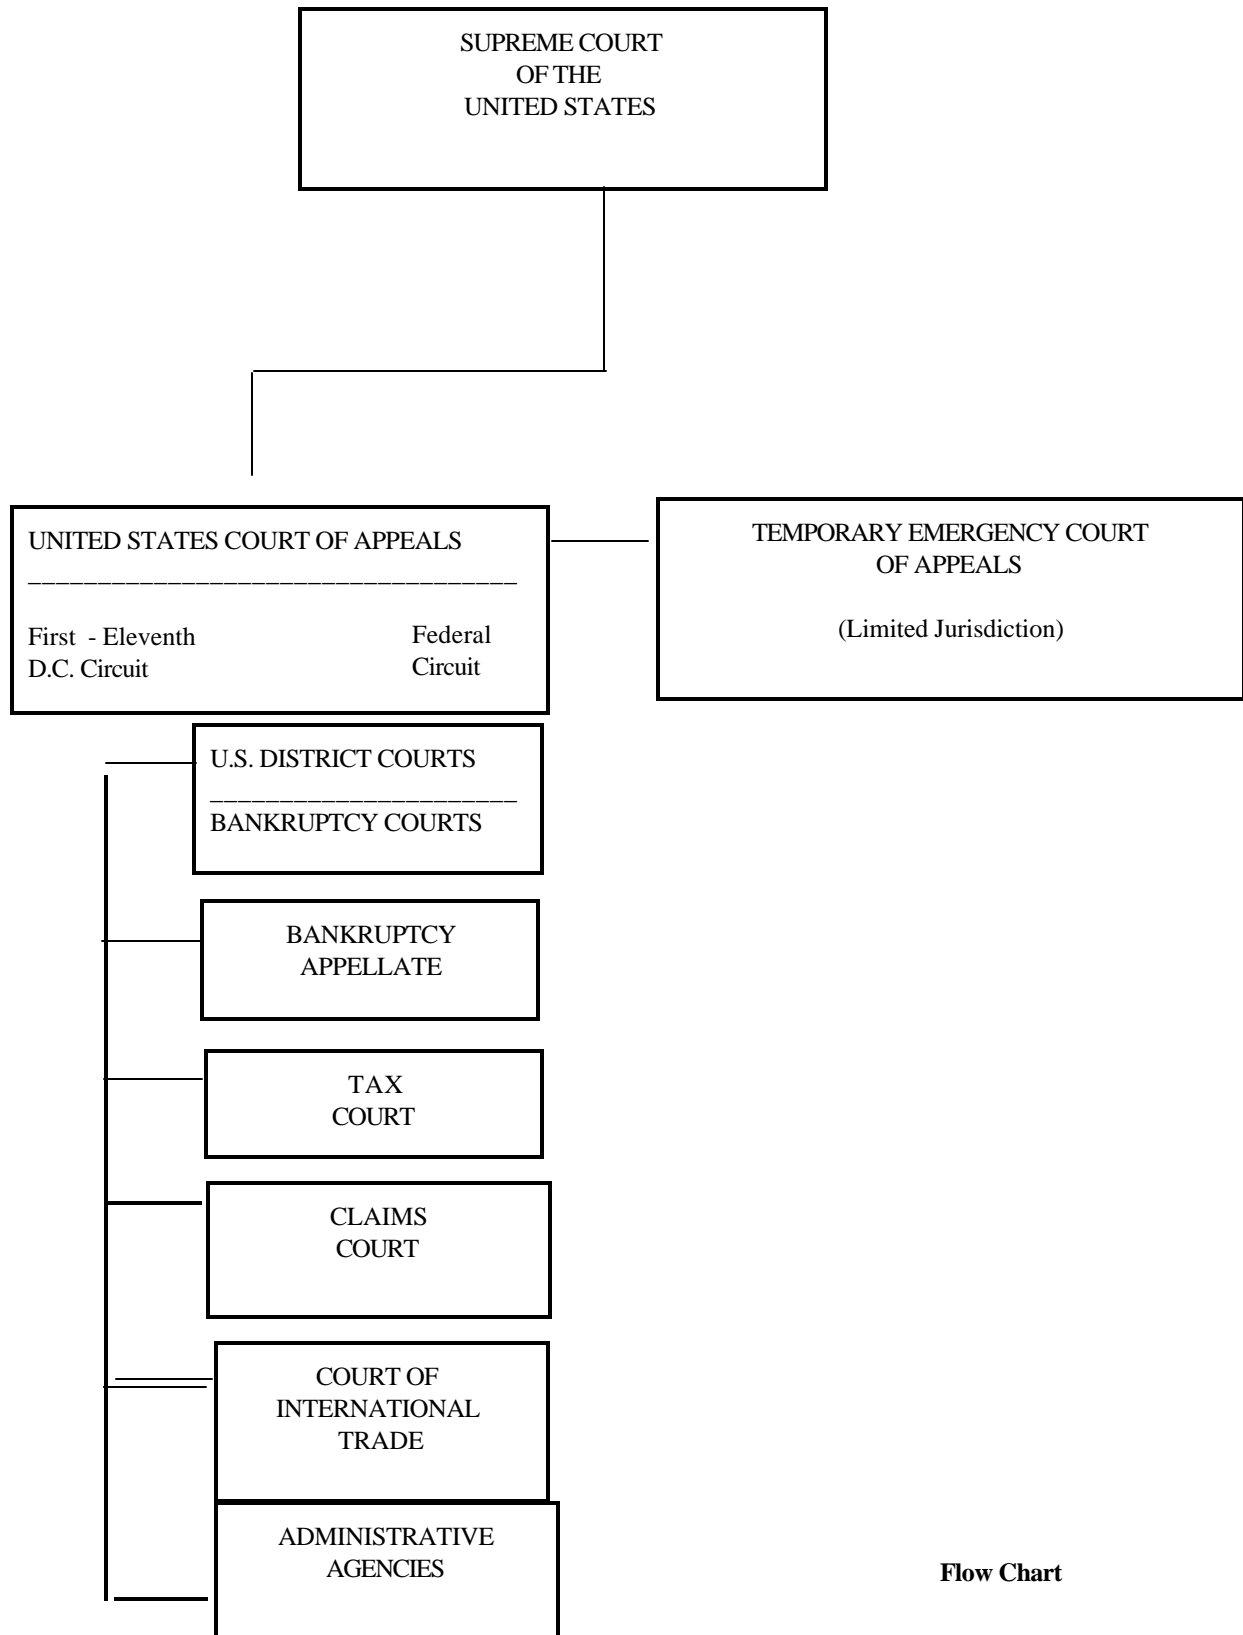 SUPREME COURT
OF THE
UNITED STATES
UNITED STATES COURT OF APPEALS
___________________________________
First - Eleventh
D.C. Circuit
Federal
Circuit
TEMPORARY EMERGENCY COURT
OF APPEALS
(Limited Jurisdiction)
U.S. DISTRICT COURTS
______________________
BANKRUPTCY COURTS
BANKRUPTCY
APPELLATE
TAX
COURT
CLAIMS
COURT
COURT OF
INTERNATIONAL
TRADE
ADMINISTRATIVE
AGENCIES
Flow Chart